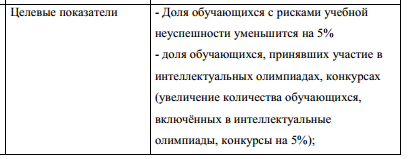 Целевые показатели
- Доля обучающихся с рисками учебной
неуспешности уменьшится на 5%
- доля обучающихся, принявших участие в
интеллектуальных олимпиадах, конкурсах
(увеличение количества обучающихся,
включённых в интеллектуальные
олимпиады, конкурсы на 5%);